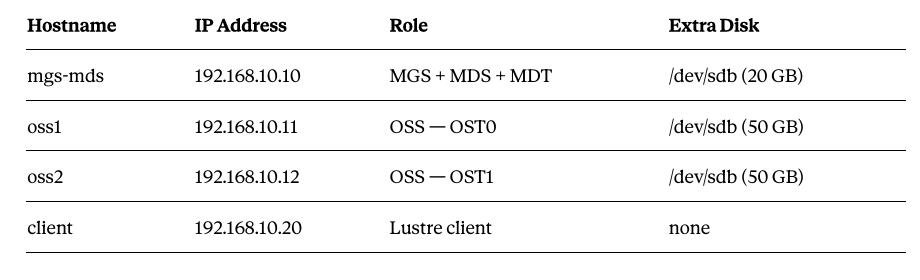 Hostname IP Address Role Extra Disk
mgs-mds 192.168.10.10 MGS + MDS + MDT /dev/sdb (20 GB)
oss1 192.168.10.11 OSS — OST0 /dev/sdb (50 GB)
oss2 192.168.10.12 OSS — OST1 /dev/sdb (50 GB)
client 192.168.10.20 Lustre client none